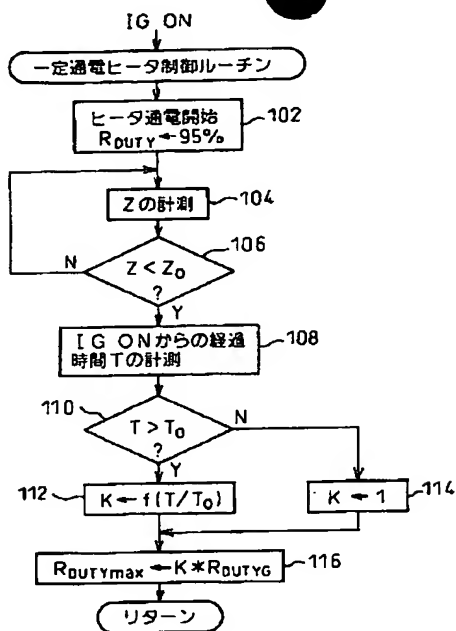 IG ON
一定通電ヒータ制御ルーチン
ヒータ通電開始
RDUTY ← 95%
102
Zの計測
104
106
N
Z < Z0
?
Y
IG ONからの経過
時間Tの計測
108
110
T > T0
?
N
Y
112
K ← f(T/T0)
K ← 1
114
RDUTYmax ← K*RDUTYG
116
リターン